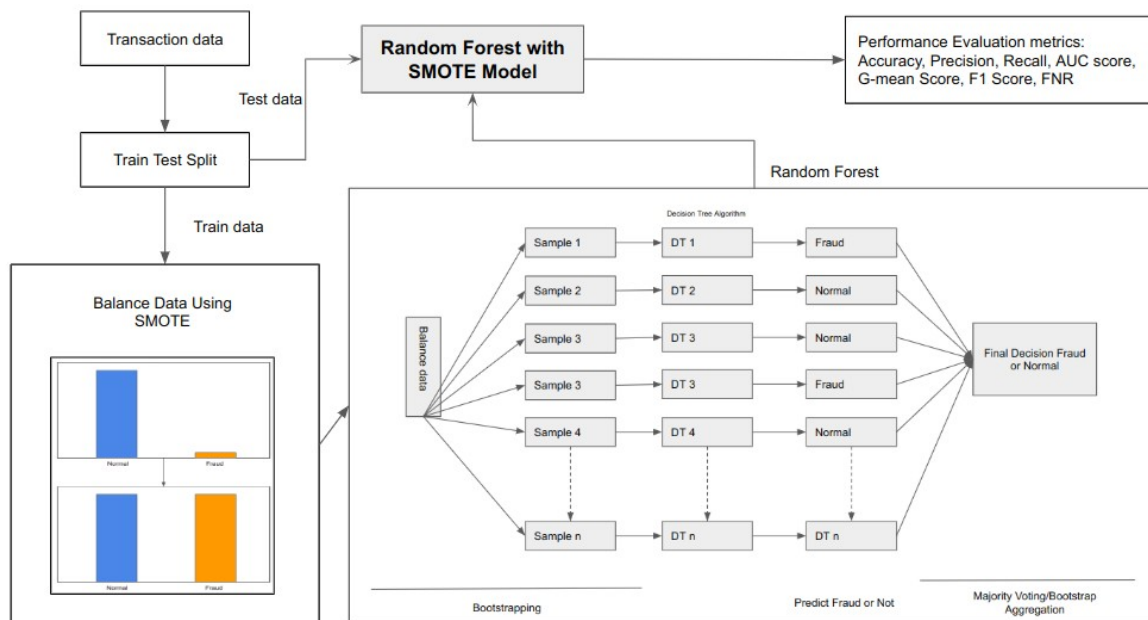 Transaction data
Random Forest with
SMOTE Model
Performance Evaluation metrics:
Accuracy, Precision, Recall, AUC score,
G-mean Score, F1 Score, FNR
Test data
Train Test Split
Train data
Random Forest
Balance Data Using
SMOTE
Normal
Fraud
Normal
Fraud
Decision Tree Algorithm
Balance data
Sample 1
DT 1
Fraud
Sample 2
DT 2
Normal
Sample 3
DT 3
Normal
Sample 3
DT 3
Fraud
Sample 4
DT 4
Normal
Sample n
DT n
DT n
Final Decision Fraud
or Normal
Bootstrapping
Predict Fraud or Not
Majority Voting/Bootstrap
Aggregation